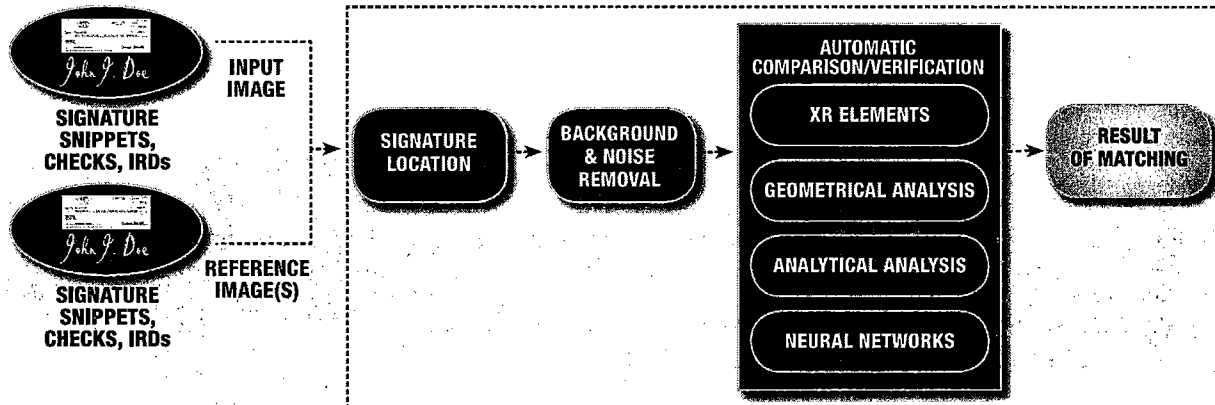 John J. Doe
INPUT
IMAGE
SIGNATURE
SNIPPETS,
CHECKS, IRDs
John J. Doe
REFERENCE
IMAGE(S)
SIGNATURE
SNIPPETS,
CHECKS, IRDs
SIGNATURE
LOCATION
BACKGROUND
& NOISE
REMOVAL
AUTOMATIC
COMPARISON/VERIFICATION
XR ELEMENTS
GEOMETRICAL ANALYSIS
ANALYTICAL ANALYSIS
NEURAL NETWORKS
RESULT
OF MATCHING